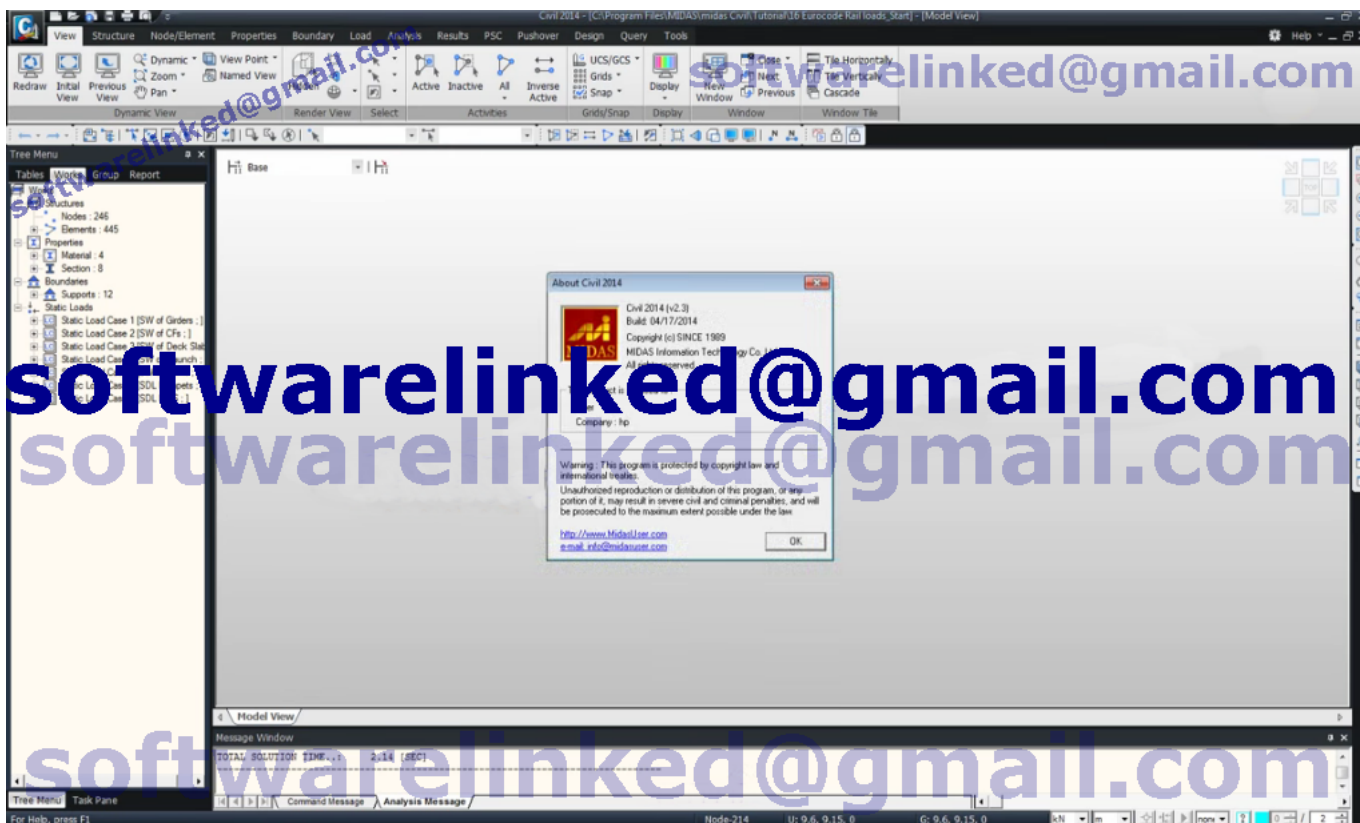 Civil 2014 - [C:\Program Files\MIDAS\midas Civil\Tutorial\16 Eurocode Rail loads_Start] - [Model View]
View Structure Node/Element Properties Boundary Load Analysis Results PSC Pushover Design Query Tools Help
Dynamic View Point UCS/GCS Close Tile Horizontally
Zoom Named View Grids Next Tile Vertically
Pan Snap Previous Cascade
Redraw Initial View Previous View Hidden Active Inactive All Inverse Active Display New Window
Dynamic View Render View Select Activities Grids/Snap Display Window Window Tile
softwarelinked@gmail.com
softwarelinked@gmail.com
Tree Menu
Tables Works Group Report
Base
TOP
Structures
Nodes : 246
Elements : 445
Properties
Material : 4
Section : 8
Boundaries
Supports : 12
Static Loads
Static Load Case 1 [SW of Girders ; ]
Static Load Case 2 [SW of CFs ; ]
Static Load Case 3 [SW of Deck Slab
About Civil 2014
Civil 2014 (v2.3)
Build: 04/17/2014
Copyright (c) SINCE 1989
MIDAS
MIDAS Information Technology Co.
All rights reserved.
softwarelinked@gmail.com
Company : hp
softwarelinked@gmail.com
Warning : This program is protected by copyright law and
international treaties.
Unauthorized reproduction or distribution of this program, or any
portion of it, may result in severe civil and criminal penalties, and will
be prosecuted to the maximum extent possible under the law.
http://www.MidasUser.com
e-mail: info@midasuser.com
OK
Model View
Message Window
TOTAL SOLUTION TIME..: 2.14 [SEC]
softwarelinked@gmail.com
Tree Menu Task Pane
Command Message Analysis Message
For Help, press F1 Node-214 U: 9.6, 9.15, 0 G: 9.6, 9.15, 0 kN m none 0 / 2